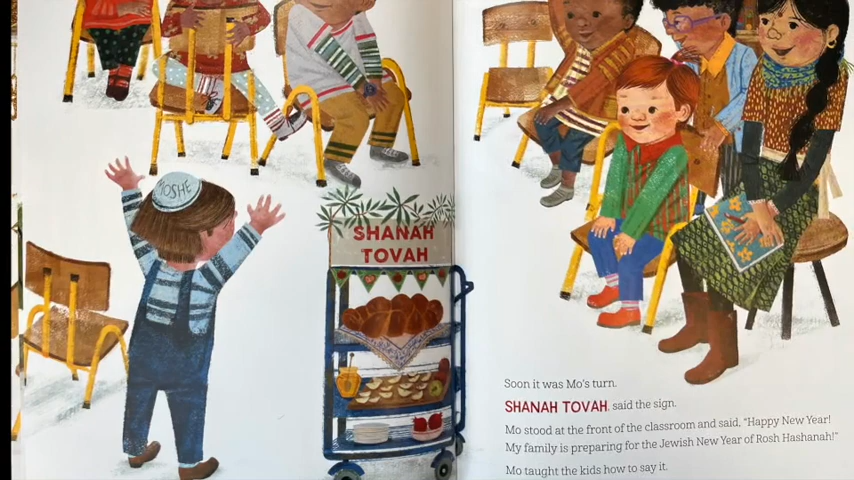 MOSHE
SHANAH
TOVAH
Soon it was Mo's turn.
SHANAH TOVAH, said the sign.
Mo stood at the front of the classroom and said, "Happy New Year!
My family is preparing for the Jewish New Year of Rosh Hashanah!"
Mo taught the kids how to say it.